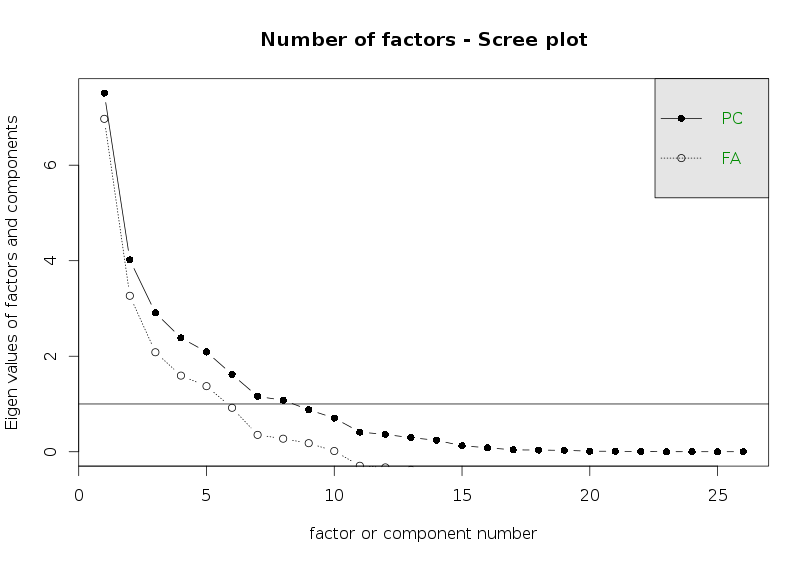 Number of factors - Scree plot
PC
FA
Eigen values of factors and components
6
4
2
0
0 5 10 15 20 25
factor or component number